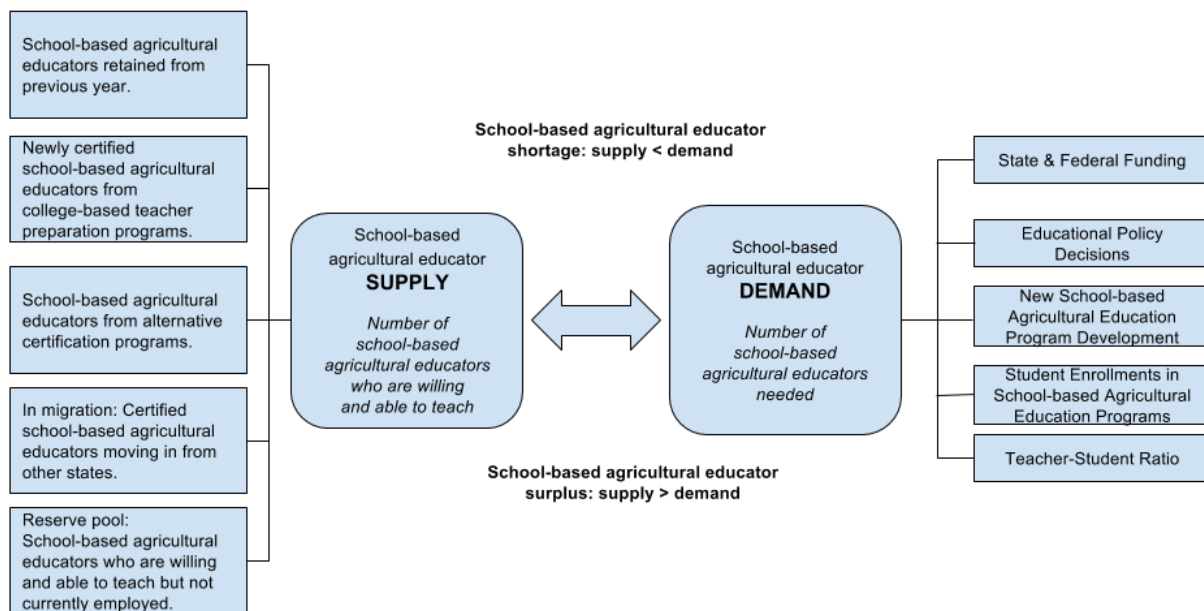 School-based agricultural
educators retained from
previous year.
Newly certified
school-based agricultural
educators from
college-based teacher
preparation programs.
School-based agricultural
educators from alternative
certification programs.
In migration: Certified
school-based agricultural
educators moving in from
other states.
Reserve pool:
School-based agricultural
educators who are willing
and able to teach but not
currently employed.
School-based
agricultural educator
SUPPLY
Number of
school-based
agricultural educators
who are willing
and able to teach
School-based agricultural educator
shortage: supply < demand
School-based agricultural educator
surplus: supply > demand
School-based
agricultural educator
DEMAND
Number of
school-based
agricultural educators
needed
State & Federal Funding
Educational Policy
Decisions
New School-based
Agricultural Education
Program Development
Student Enrollments in
School-based Agricultural
Education Programs
Teacher-Student Ratio